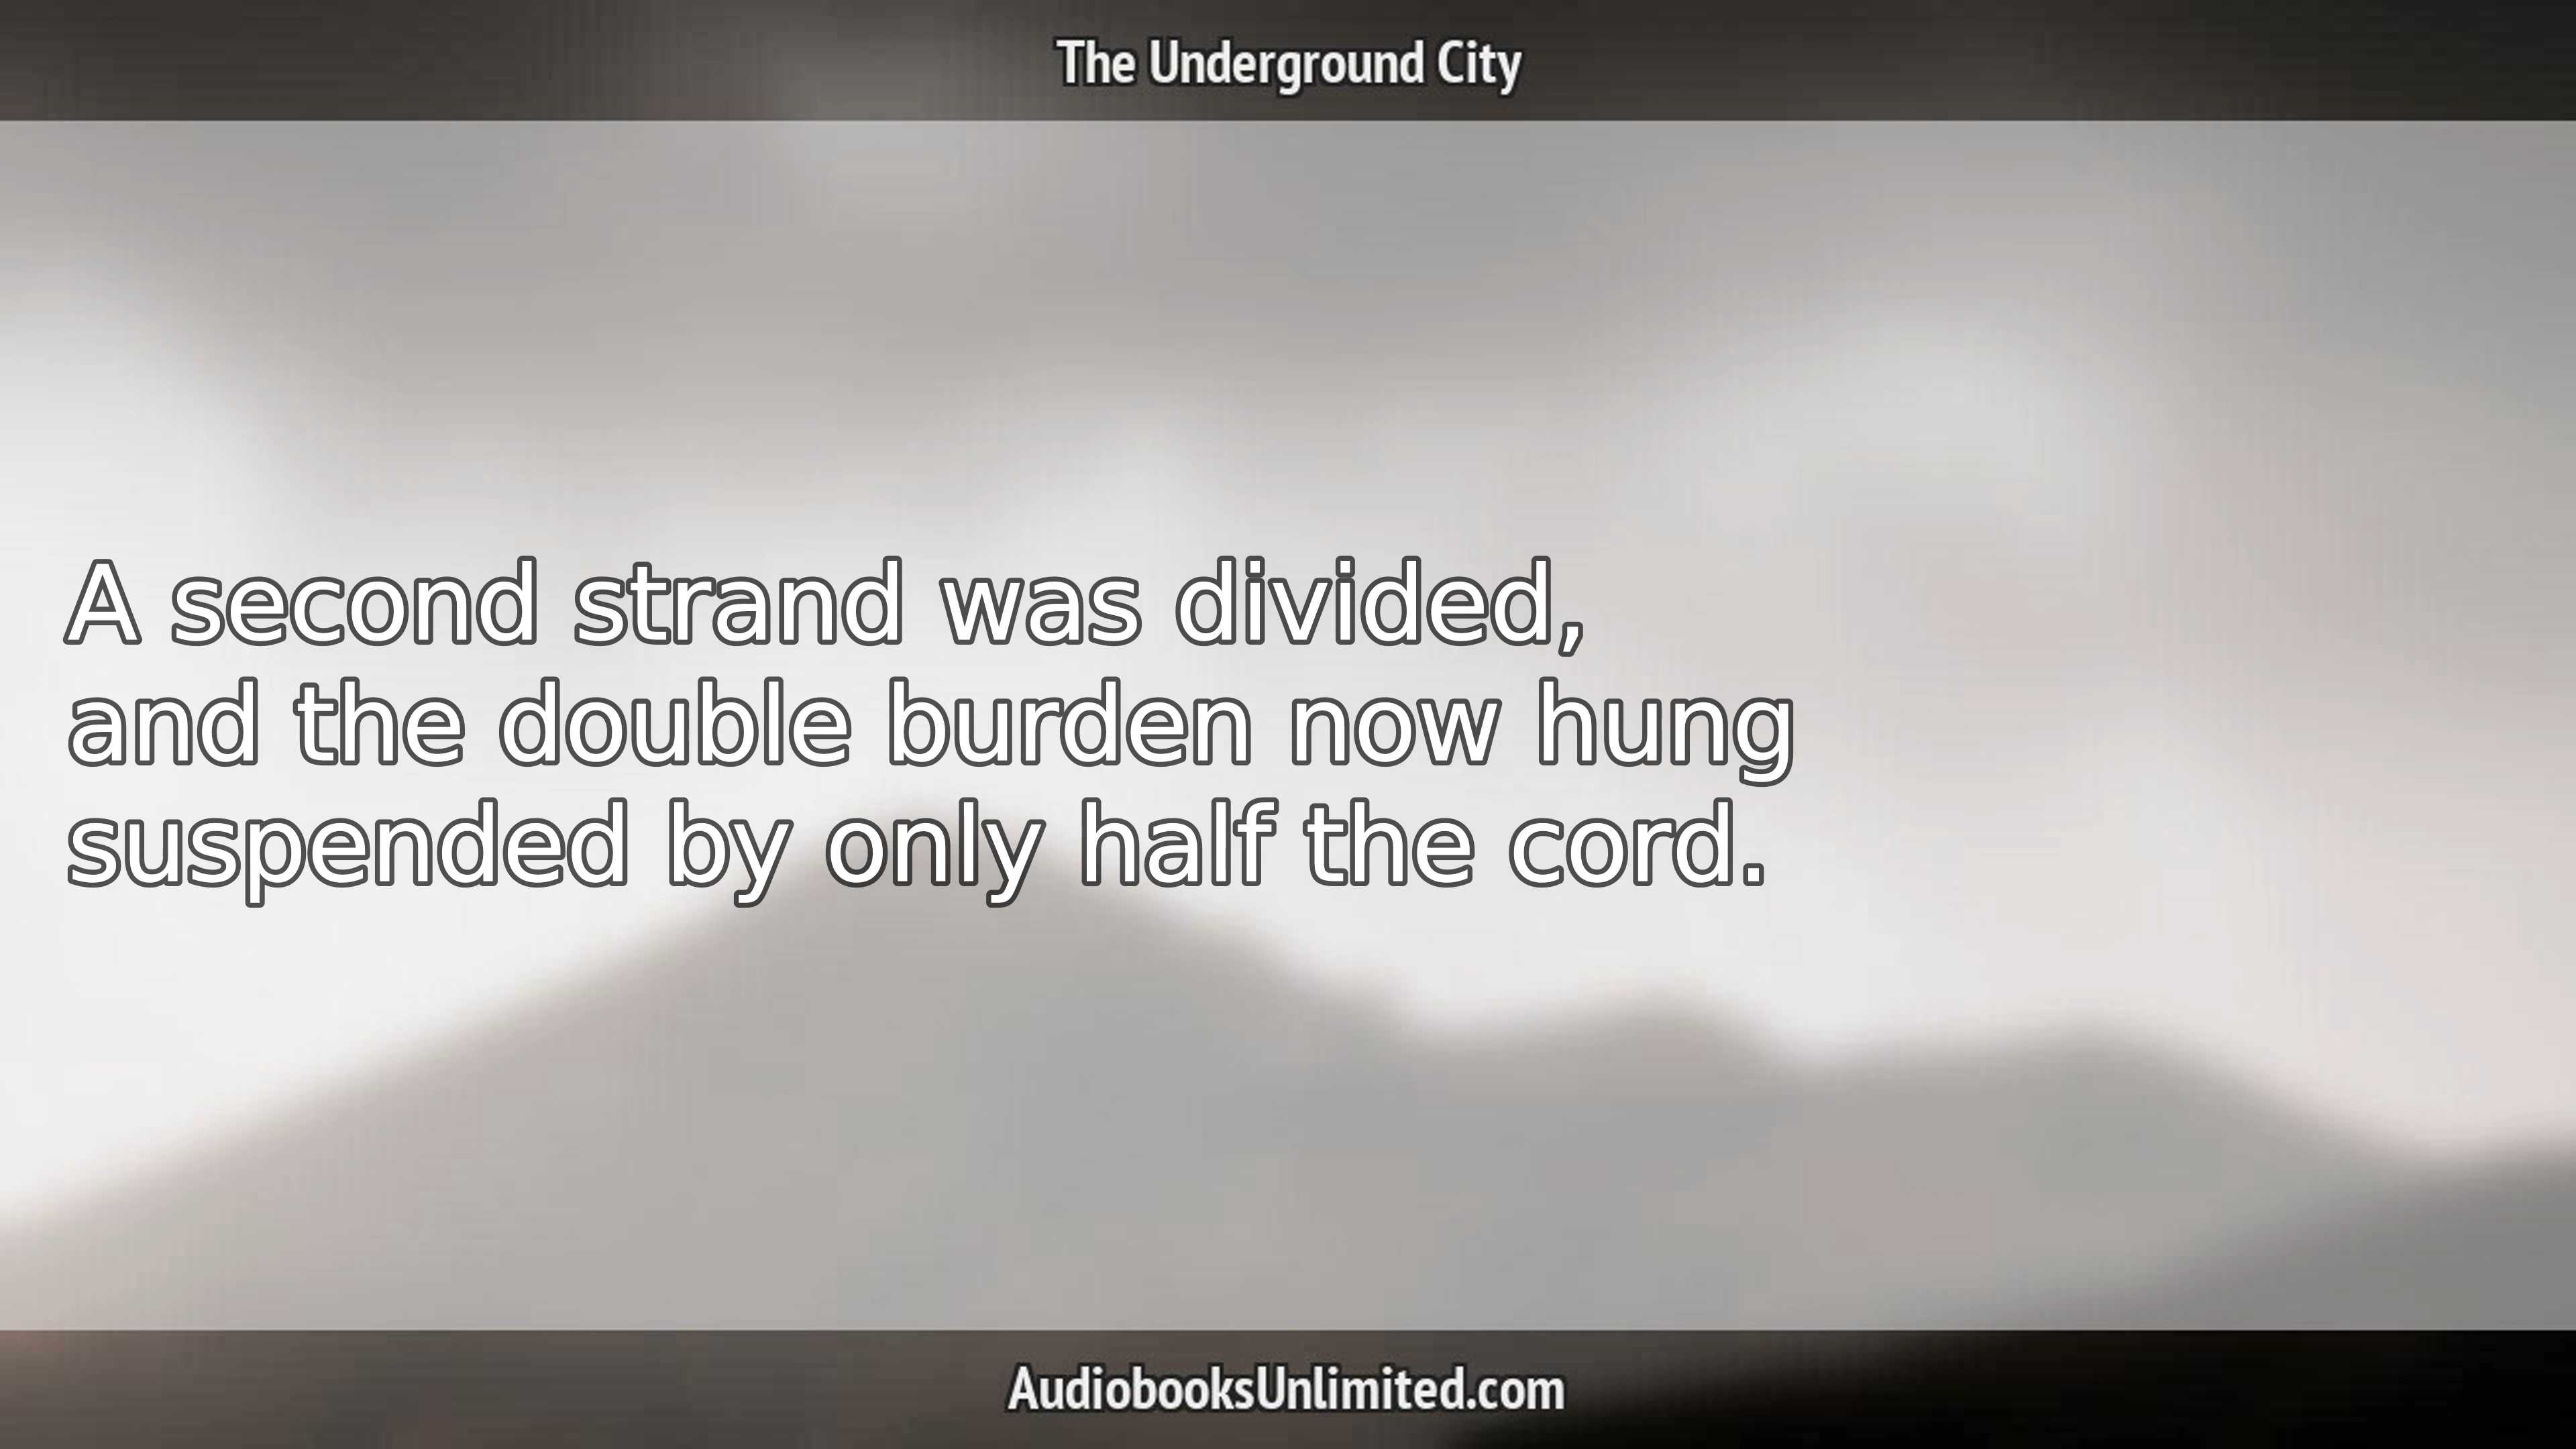 The Underground City
A second strand was divided,
and the double burden now hung
suspended by only half the cord.
AudiobooksUnlimited.com